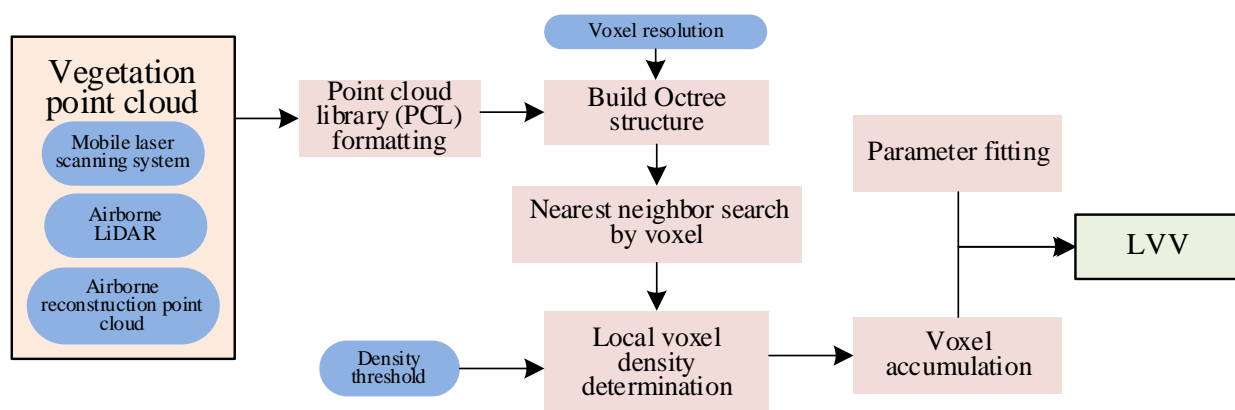 Vegetation
point cloud
Mobile laser
scanning system
Airborne
LiDAR
Airborne
reconstruction point
cloud
Point cloud
library (PCL)
formatting
Voxel resolution
Build Octree
structure
Nearest neighbor search
by voxel
Density
threshold
Local voxel
density
determination
Parameter fitting
Voxel
accumulation
LVV